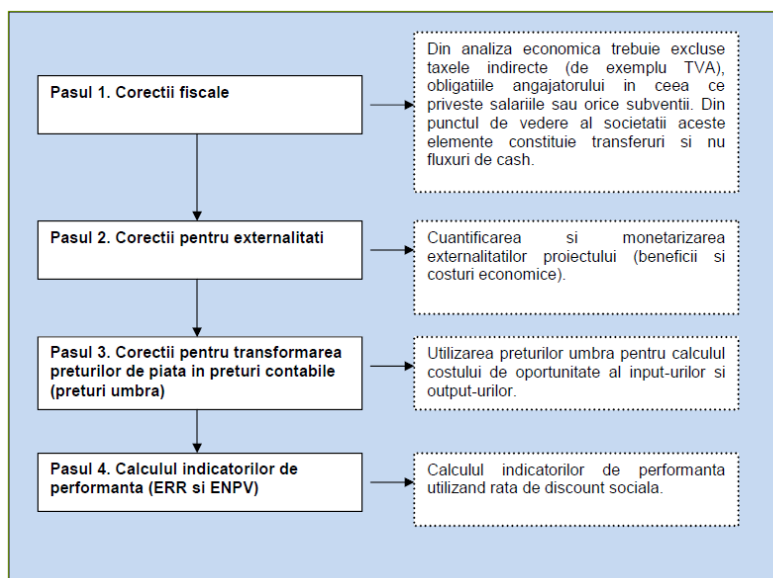 Pasul 1. Corectii fiscale
Din analiza economica trebuie excluse
taxele indirecte (de exemplu TVA),
obligatiile angajatorului in ceea ce
priveste salariile sau orice subventii. Din
punctul de vedere al societatii aceste
elemente constituie transferuri si nu
fluxuri de cash.
Pasul 2. Corectii pentru externalitati
Cuantificarea si monetarizarea
externalitatilor proiectului (beneficii si
costuri economice).
Pasul 3. Corectii pentru transformarea
preturilor de piata in preturi contabile
(preturi umbra)
Utilizarea preturilor umbra pentru calculul
costului de oportunitate al input-urilor si
output-urilor.
Pasul 4. Calculul indicatorilor de
performanta (ERR si ENPV)
Calculul indicatorilor de performanta
utilizand rata de discount sociala.